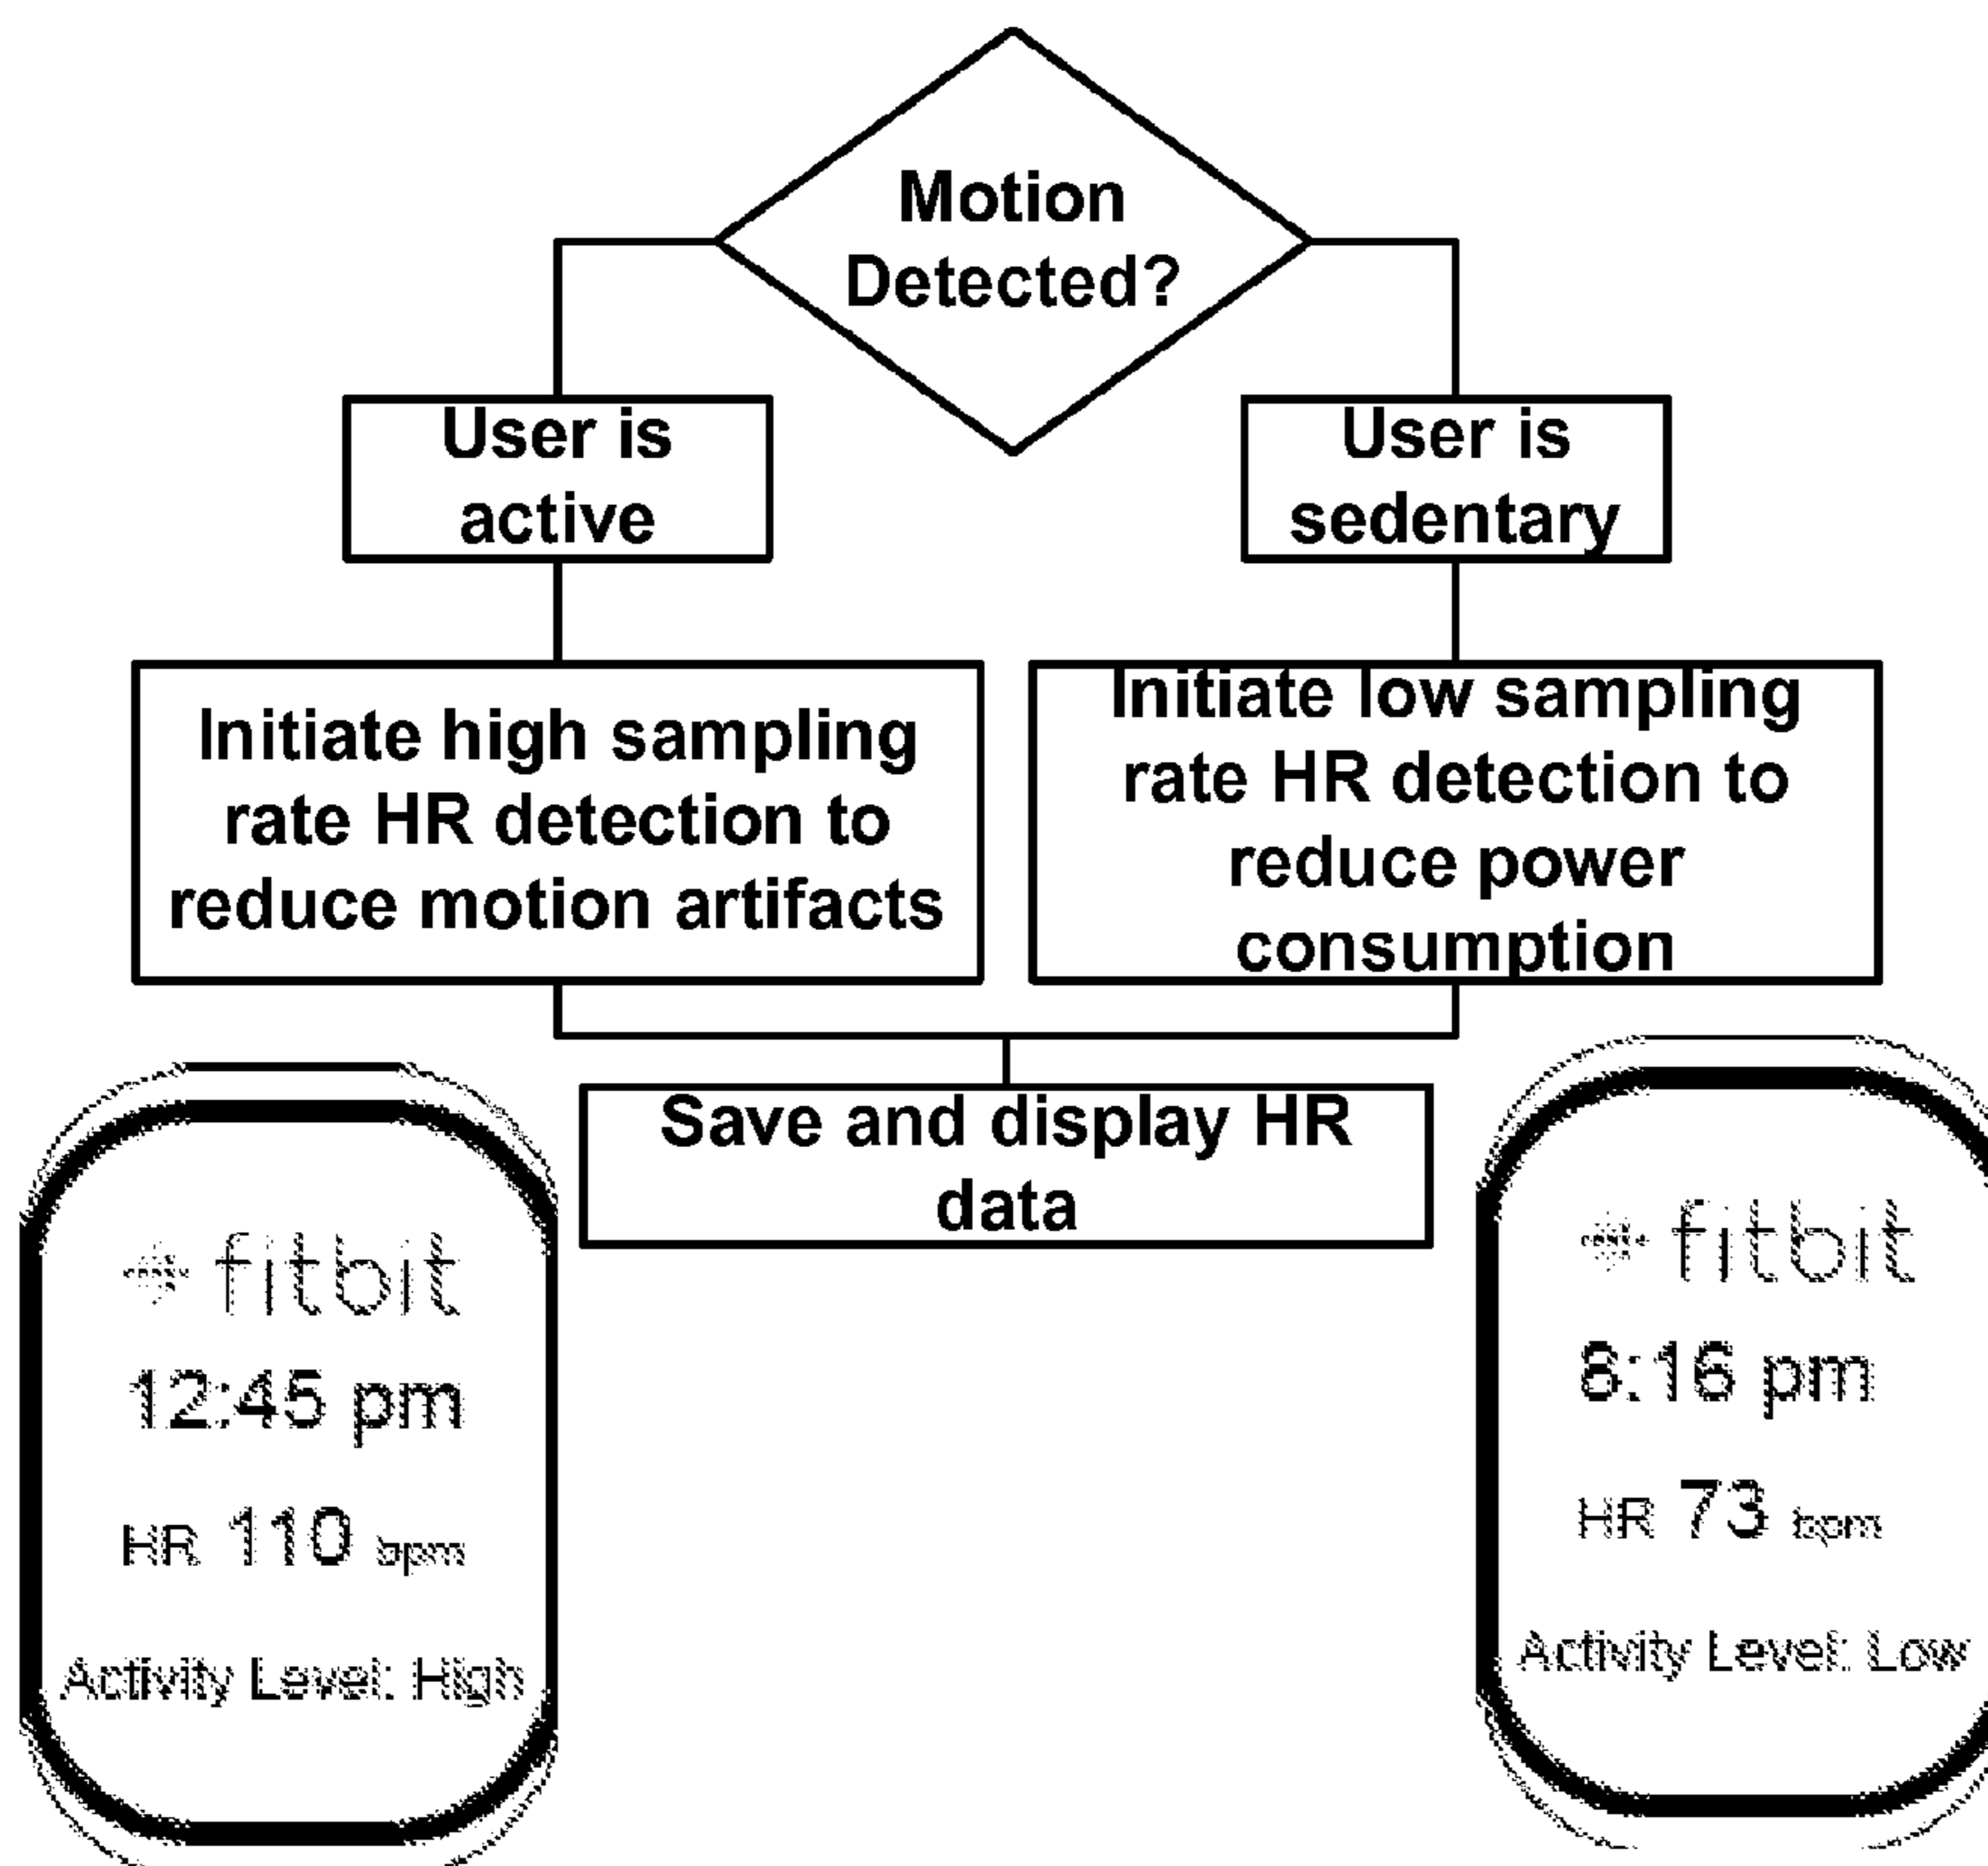 Motion
Detected?
User is
active
User is
sedentary
Initiate high sampling
rate HR detection to
reduce motion artifacts
Initiate low sampling
rate HR detection to
reduce power
consumption
Save and display HR
data
fitbit
12:45 pm
HR 110 bpm
Activity Level: High
fitbit
pm
HR 73 bpm
Activity Level: Low